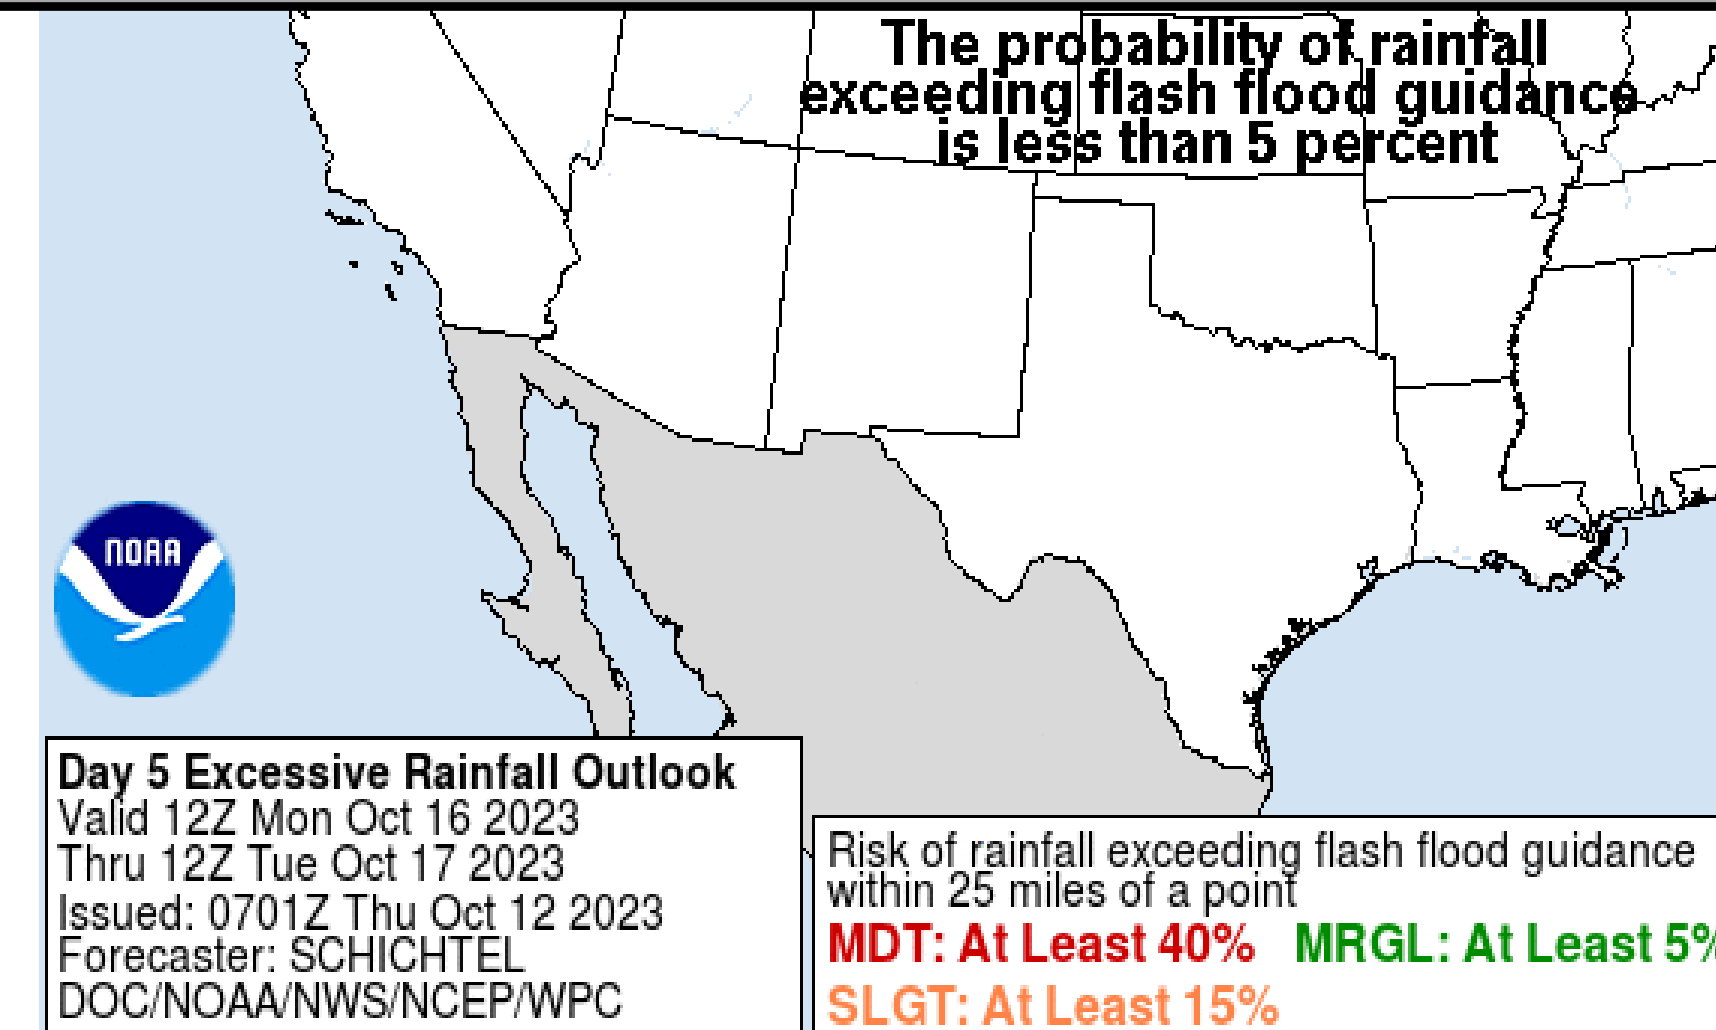 The probability of rainfall
exceeding flash flood guidance
is less than 5 percent
NOAA
Day 5 Excessive Rainfall Outlook
Valid 12Z Mon Oct 16 2023
Thru 12Z Tue Oct 17 2023
Issued: 0701Z Thu Oct 12 2023
Forecaster: SCHICHTEL
DOC/NOAA/NWS/NCEP/WPC
Risk of rainfall exceeding flash flood guidance
within 25 miles of a point
MDT: At Least 40% MRGL: At Least 5%
SLGT: At Least 15%